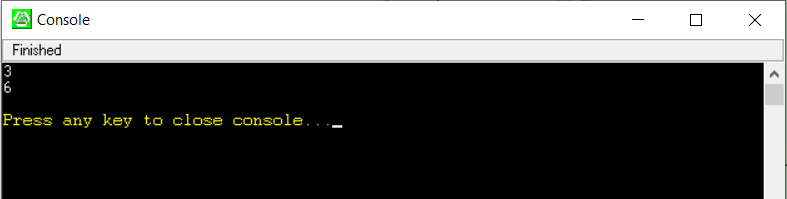 Console
Finished
3
6
Press any key to close console...